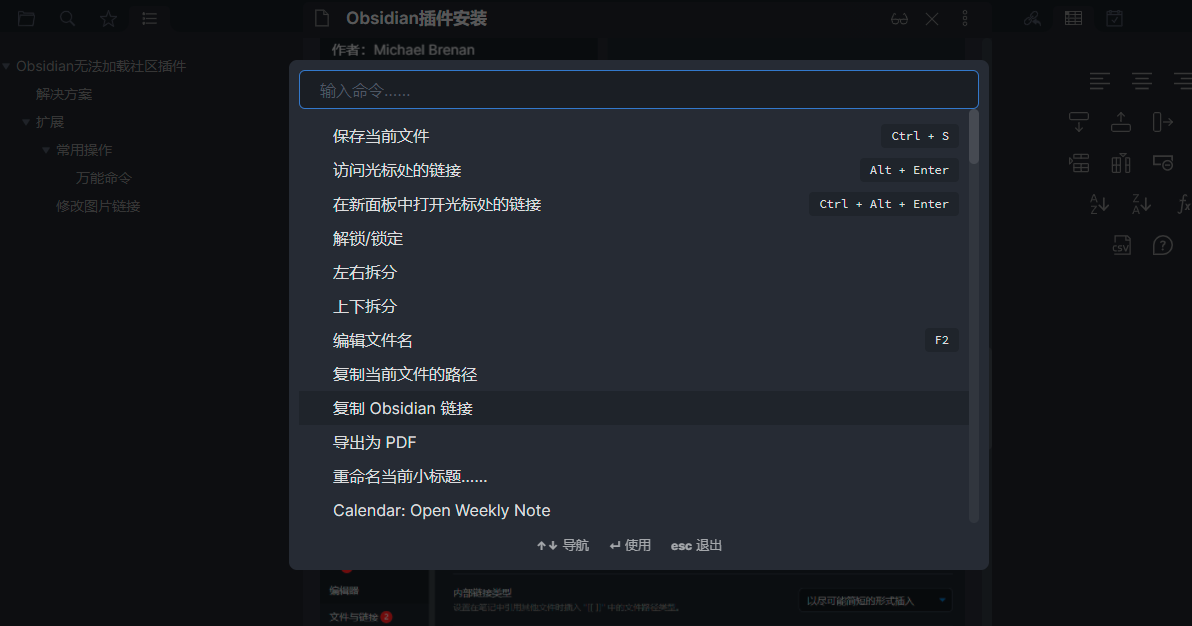 Obsidian插件安装
作者：Michael Brenan
Obsidian无法加载社区插件
解决方案
扩展
常用操作
万能命令
修改图片链接
输入命令……
保存当前文件 Ctrl + S
访问光标处的链接 Alt + Enter
在新面板中打开光标处的链接 Ctrl + Alt + Enter
解锁/锁定
左右拆分
上下拆分
编辑文件名 F2
复制当前文件的路径
复制 Obsidian 链接
导出为 PDF
重命名当前小标题……
Calendar: Open Weekly Note
↑↓ 导航 ↵ 使用 esc 退出
编辑器
内部链接类型
设置在笔记中引用其他文件时插入 "[[ ]]" 中的文件路径类型。
以尽可能简短的形式插入
文件与链接 2
A Z
Z A
fx
CSV
?